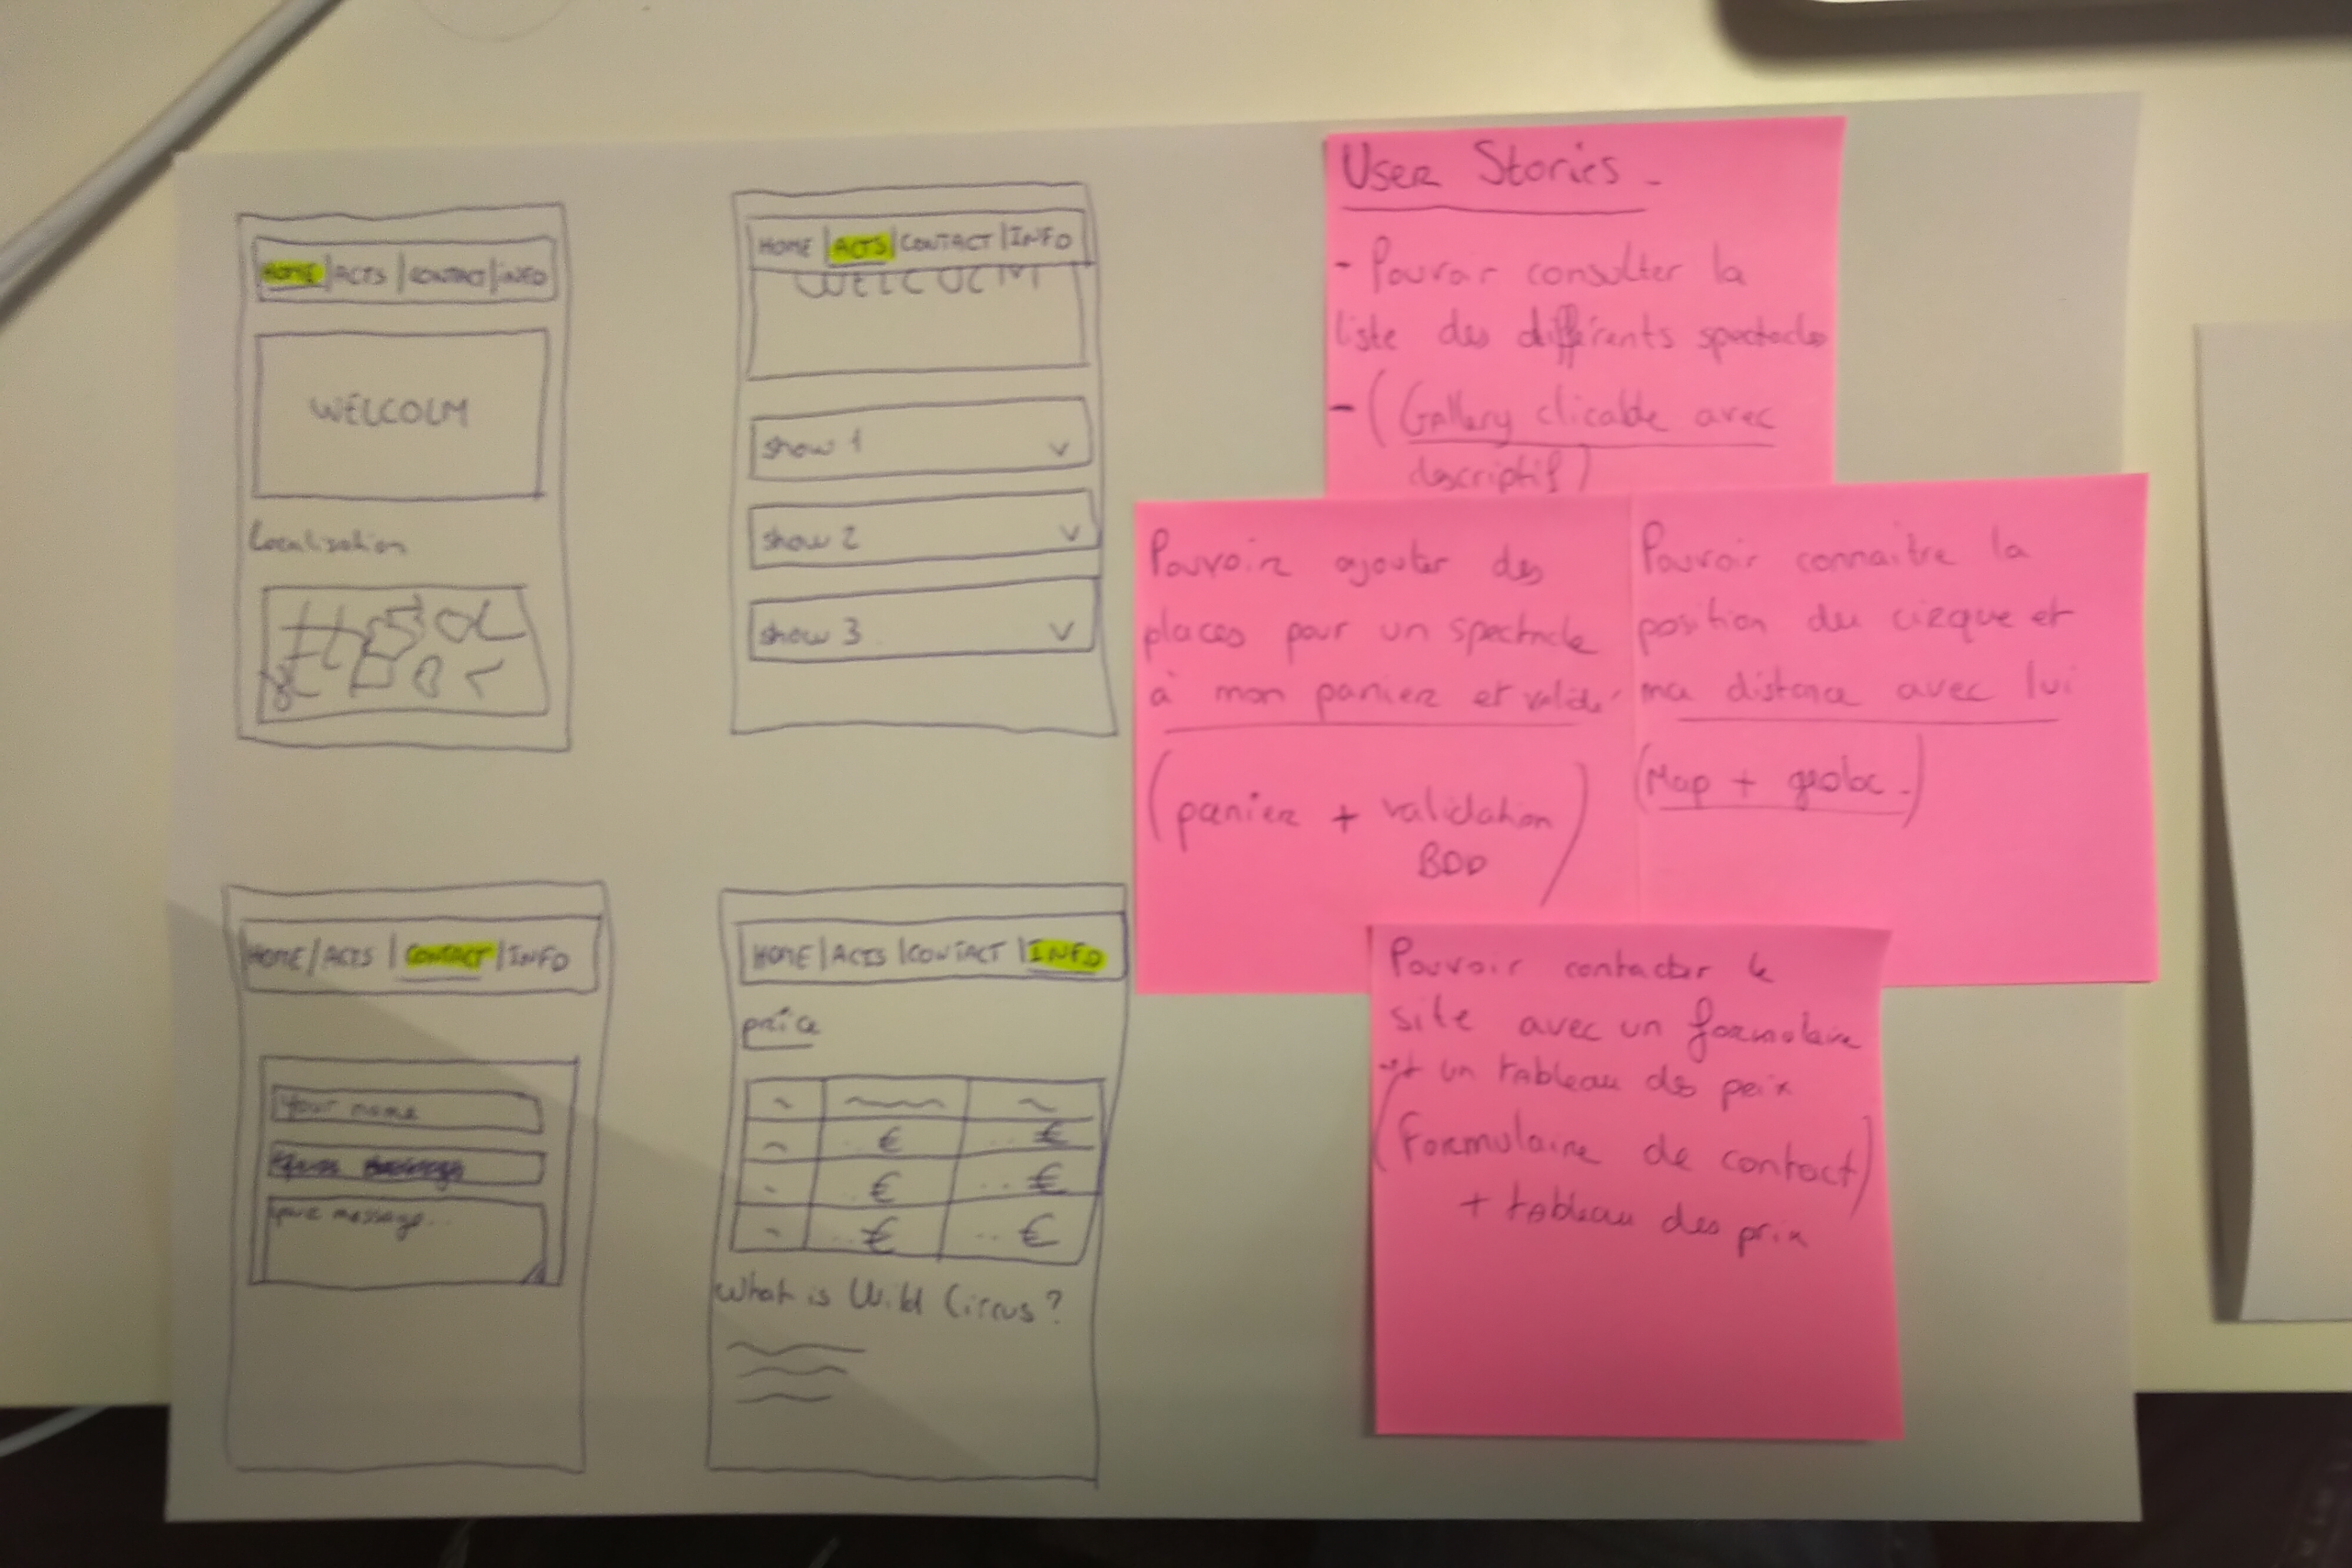 HOME | ACTS | CONTACT | INFO
WELCOLM
Localisation
HOME | ACTS | CONTACT | INFO
WELCOLM
show 1 v
show 2 v
show 3 v
HOME / ACTS | CONTACT | INFO
Your name
your message...
HOME | ACTS | CONTACT | INFO
price
€ .. €
.. € .. €
.. € .. €
What is Wild Circus ?
User Stories -
- Pouvoir consulter la
liste des différents spectacles
- ( Gallery clicable avec
descriptif )
Pouvoir ajouter des
places pour un spectacle
à mon panier et valider
( panier + validation )
BDD
Pouvoir connaitre la
position du cirque et
ma distance avec lui
(Map + geoloc -)
Pouvoir contacter le
site avec un formulaire
et un tableau des prix
( Formulaire de contact )
+ tableau des prix